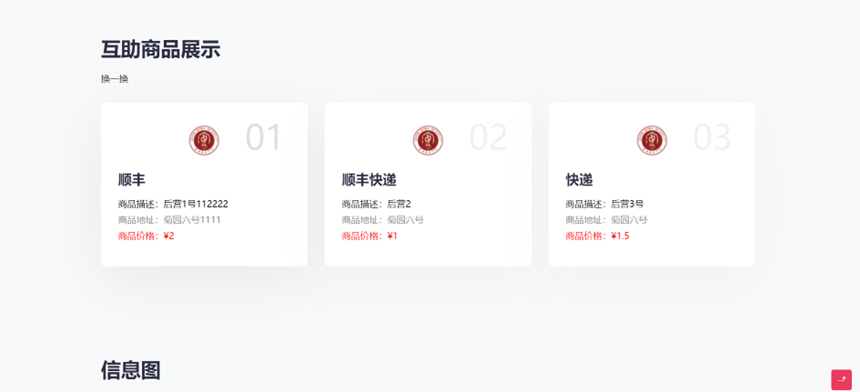 互助商品展示
换一换
01
顺丰
商品描述：后营1号112222
商品地址：菊园六号1111
商品价格：¥2
02
顺丰快递
商品描述：后营2
商品地址：菊园六号
商品价格：¥1
03
快递
商品描述：后营3号
商品地址：菊园六号
商品价格：¥1.5
信息图